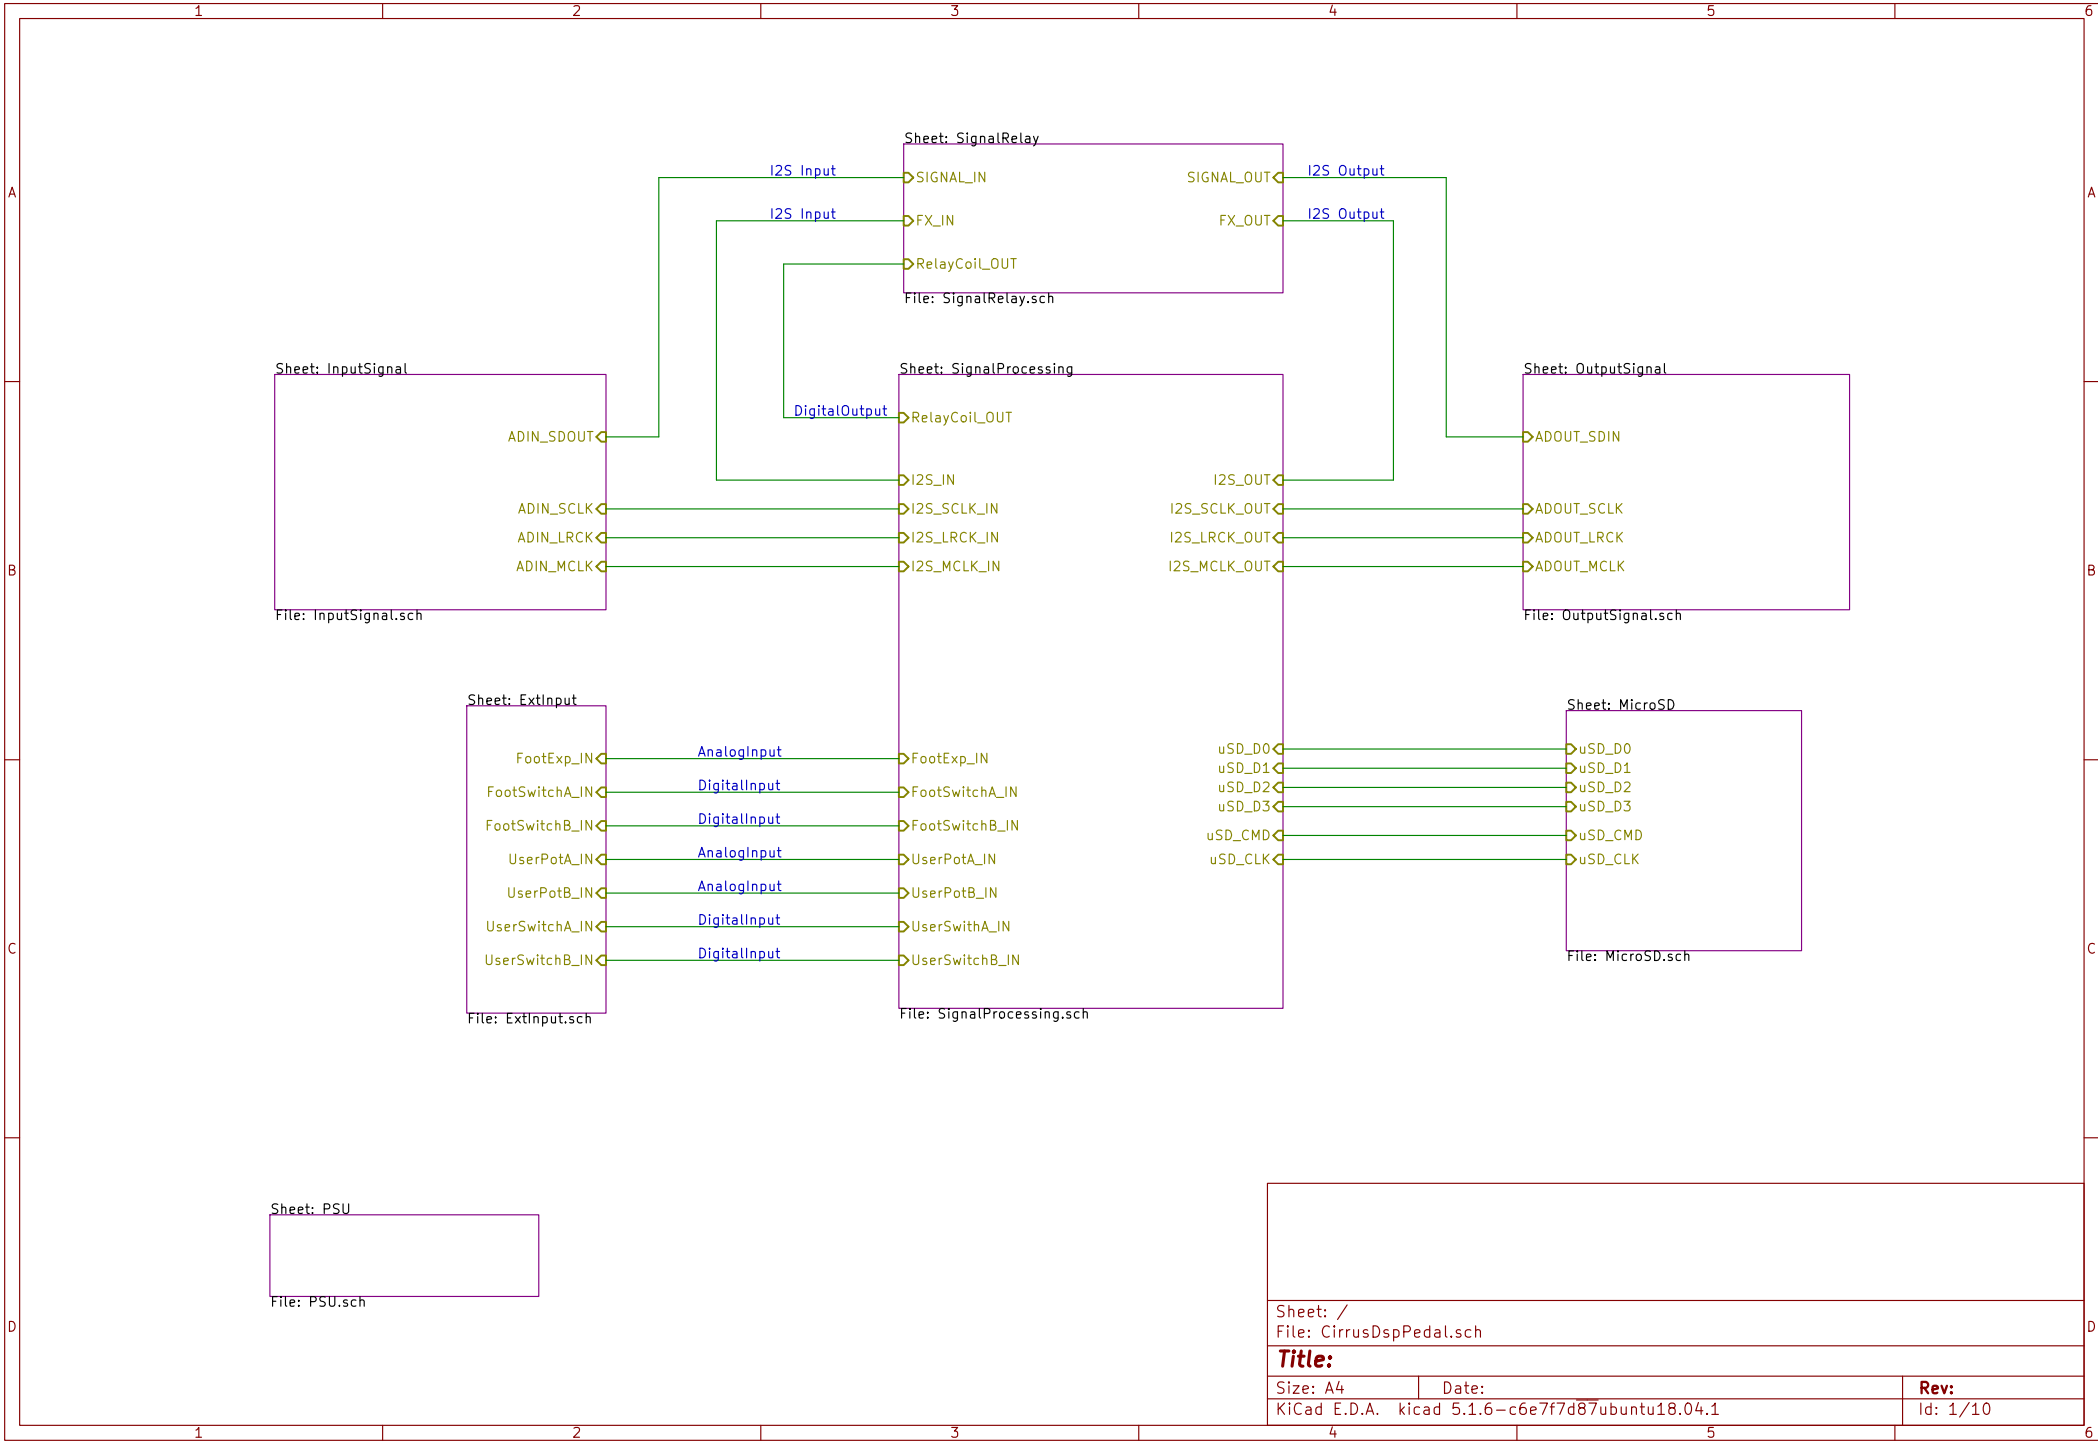 1 2 3 4 5 6
A A
B B
C C
D D
Sheet: SignalRelay
I2S Input
SIGNAL_IN
SIGNAL_OUT
I2S Output
I2S Input
FX_IN
FX_OUT
I2S Output
RelayCoil_OUT
File: SignalRelay.sch
Sheet: InputSignal
ADIN_SDOUT
ADIN_SCLK
ADIN_LRCK
ADIN_MCLK
File: InputSignal.sch
Sheet: SignalProcessing
DigitalOutput
RelayCoil_OUT
I2S_IN
I2S_OUT
I2S_SCLK_IN
I2S_SCLK_OUT
I2S_LRCK_IN
I2S_LRCK_OUT
I2S_MCLK_IN
I2S_MCLK_OUT
Sheet: OutputSignal
ADOUT_SDIN
ADOUT_SCLK
ADOUT_LRCK
ADOUT_MCLK
File: OutputSignal.sch
Sheet: ExtInput
FootExp_IN
FootSwitchA_IN
FootSwitchB_IN
UserPotA_IN
UserPotB_IN
UserSwitchA_IN
UserSwitchB_IN
File: ExtInput.sch
AnalogInput
DigitalInput
DigitalInput
AnalogInput
AnalogInput
DigitalInput
DigitalInput
FootExp_IN
FootSwitchA_IN
FootSwitchB_IN
UserPotA_IN
UserPotB_IN
UserSwithA_IN
UserSwitchB_IN
uSD_D0
uSD_D1
uSD_D2
uSD_D3
uSD_CMD
uSD_CLK
File: SignalProcessing.sch
Sheet: MicroSD
uSD_D0
uSD_D1
uSD_D2
uSD_D3
uSD_CMD
uSD_CLK
File: MicroSD.sch
Sheet: PSU
File: PSU.sch
Sheet: /
File: CirrusDspPedal.sch
Title:
Size: A4 Date: Rev:
KiCad E.D.A. kicad 5.1.6-c6e7f7d87ubuntu18.04.1 Id: 1/10
1 2 3 4 5 6